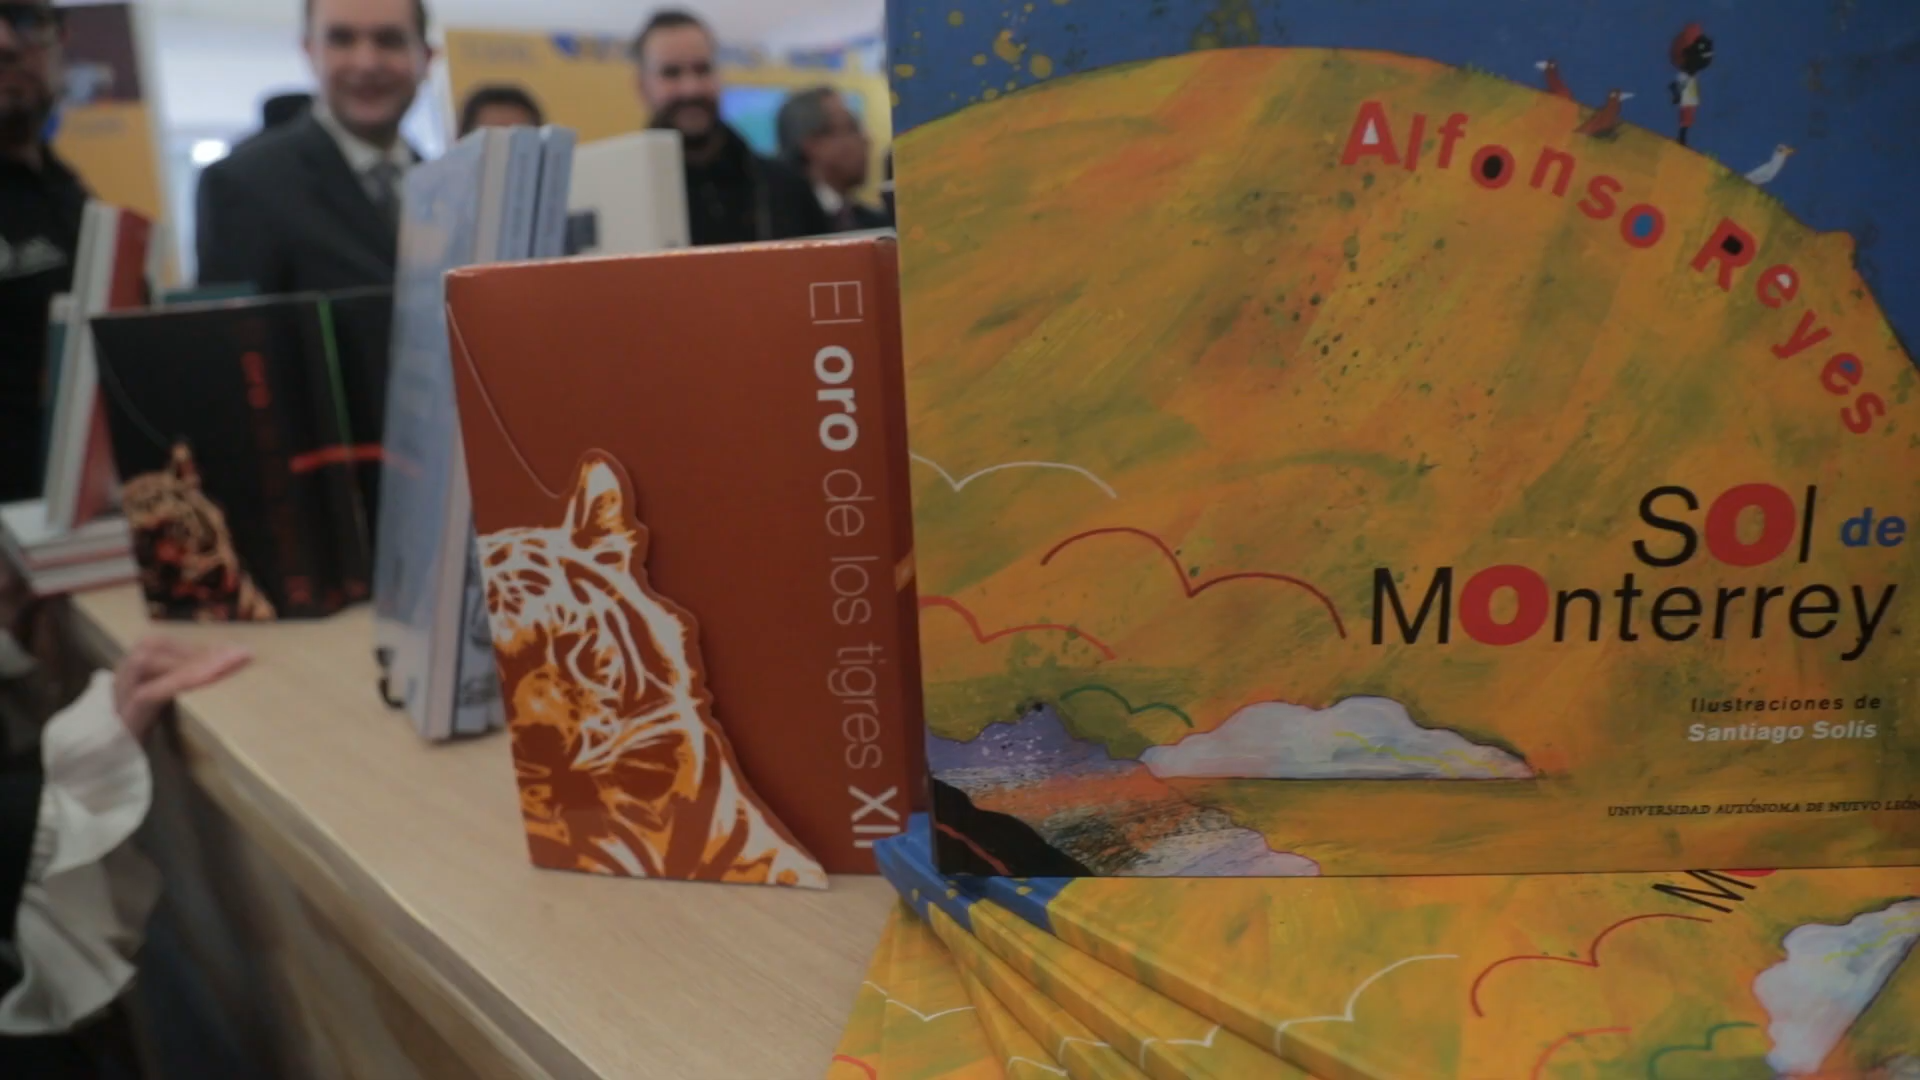 El oro de los tigres XII
Alfonso Reyes
Sol de
Monterrey
Ilustraciones de
Santiago Solís
UNIVERSIDAD AUTÓNOMA DE NUEVO LEÓN